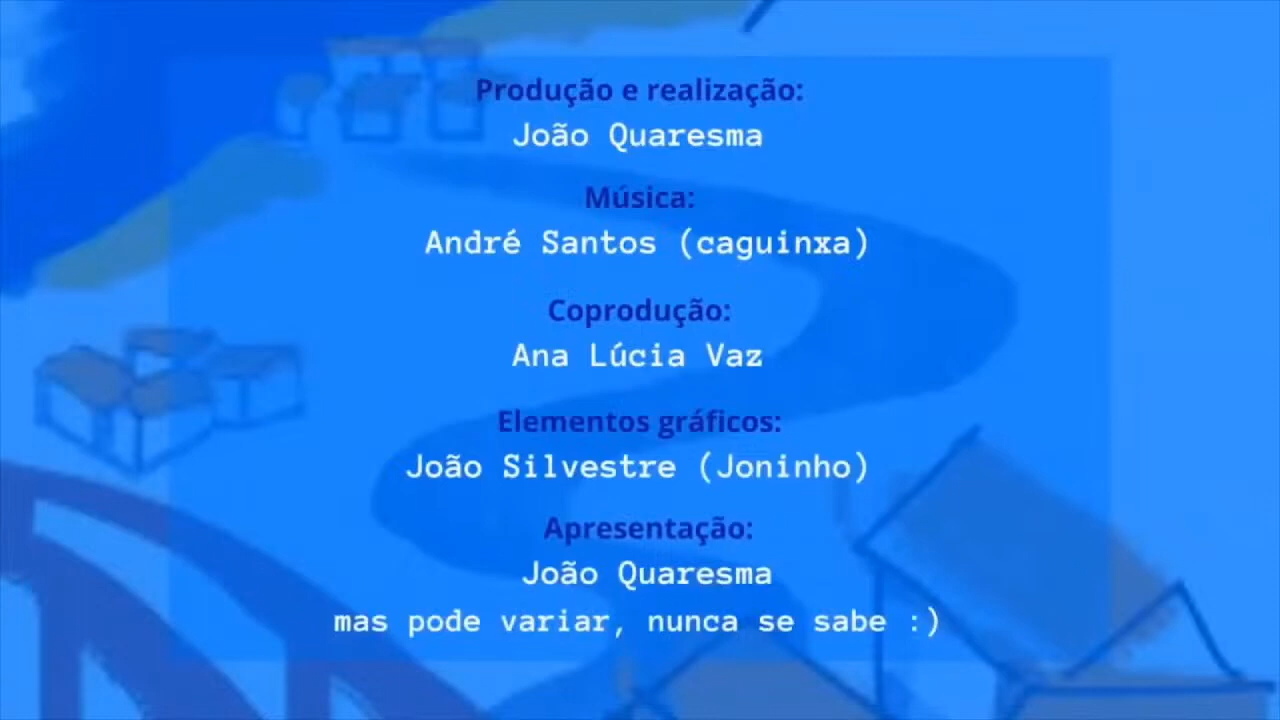 Produção e realização:
João Quaresma
Música:
André Santos (caguinxa)
Coprodução:
Ana Lúcia Vaz
Elementos gráficos:
João Silvestre (Joninho)
Apresentação:
João Quaresma
mas pode variar, nunca se sabe :)